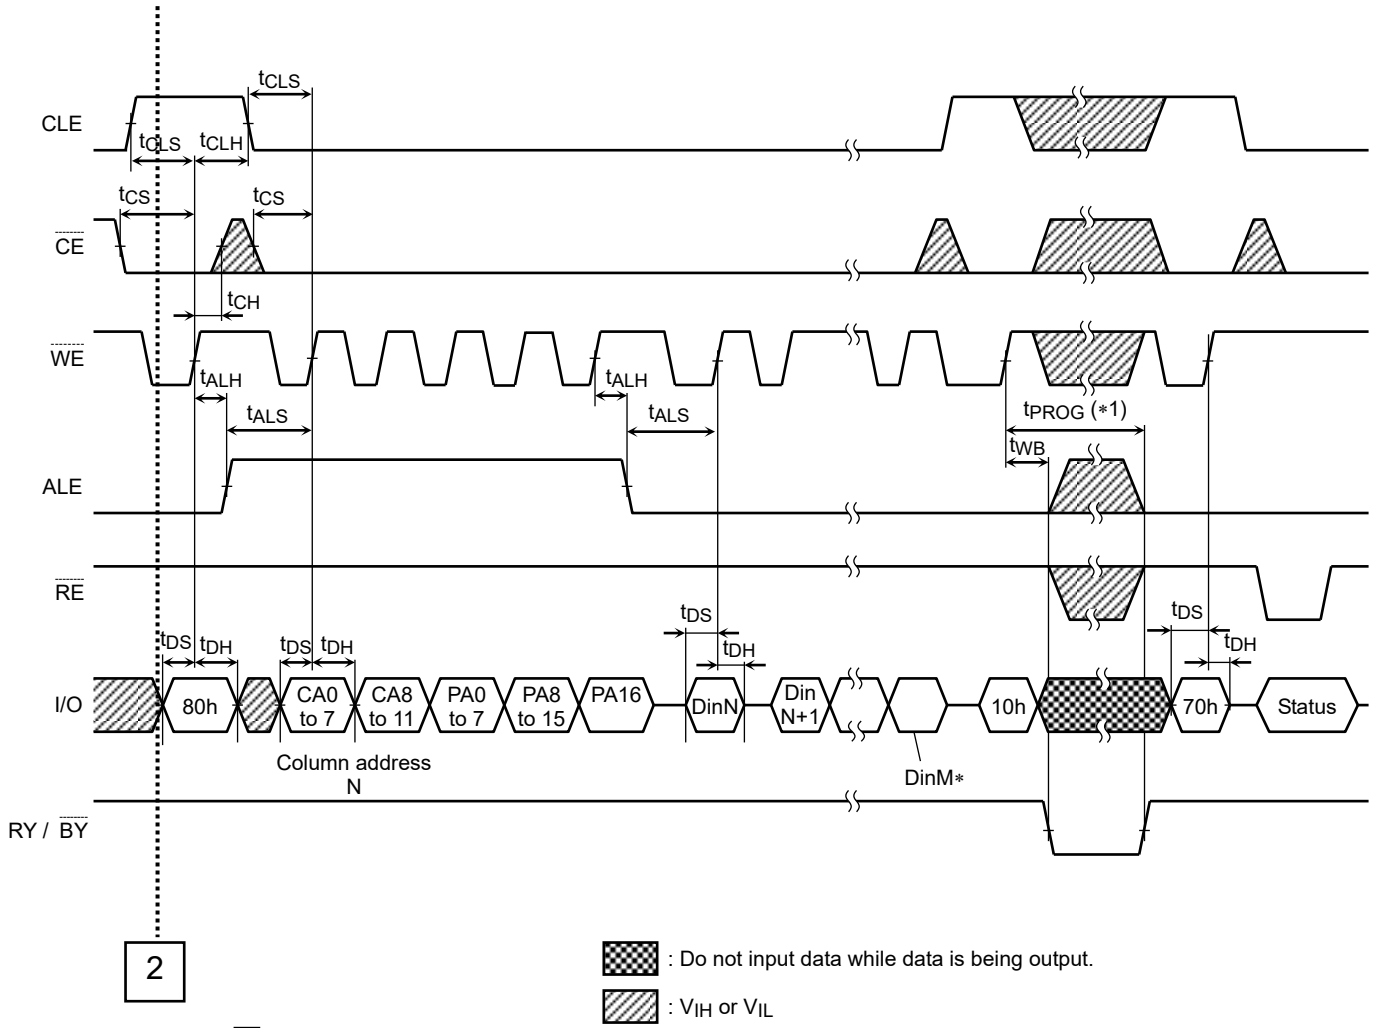 tCLS
CLE
tCLS
tCLH
tCS
tCS
CE
tCH
WE
tALH
tALH
tALS
tALS
tPROG (∗1)
tWB
ALE
RE
tDS
tDH
tDS
tDH
tDS
tDH
tDS
tDH
I/O
80h
CA0
to 7
CA8
to 11
PA0
to 7
PA8
to 15
PA16
DinN
Din
N+1
10h
70h
Status
Column address
N
DinM∗
RY / BY
2
: Do not input data while data is being output.
: VIH or VIL